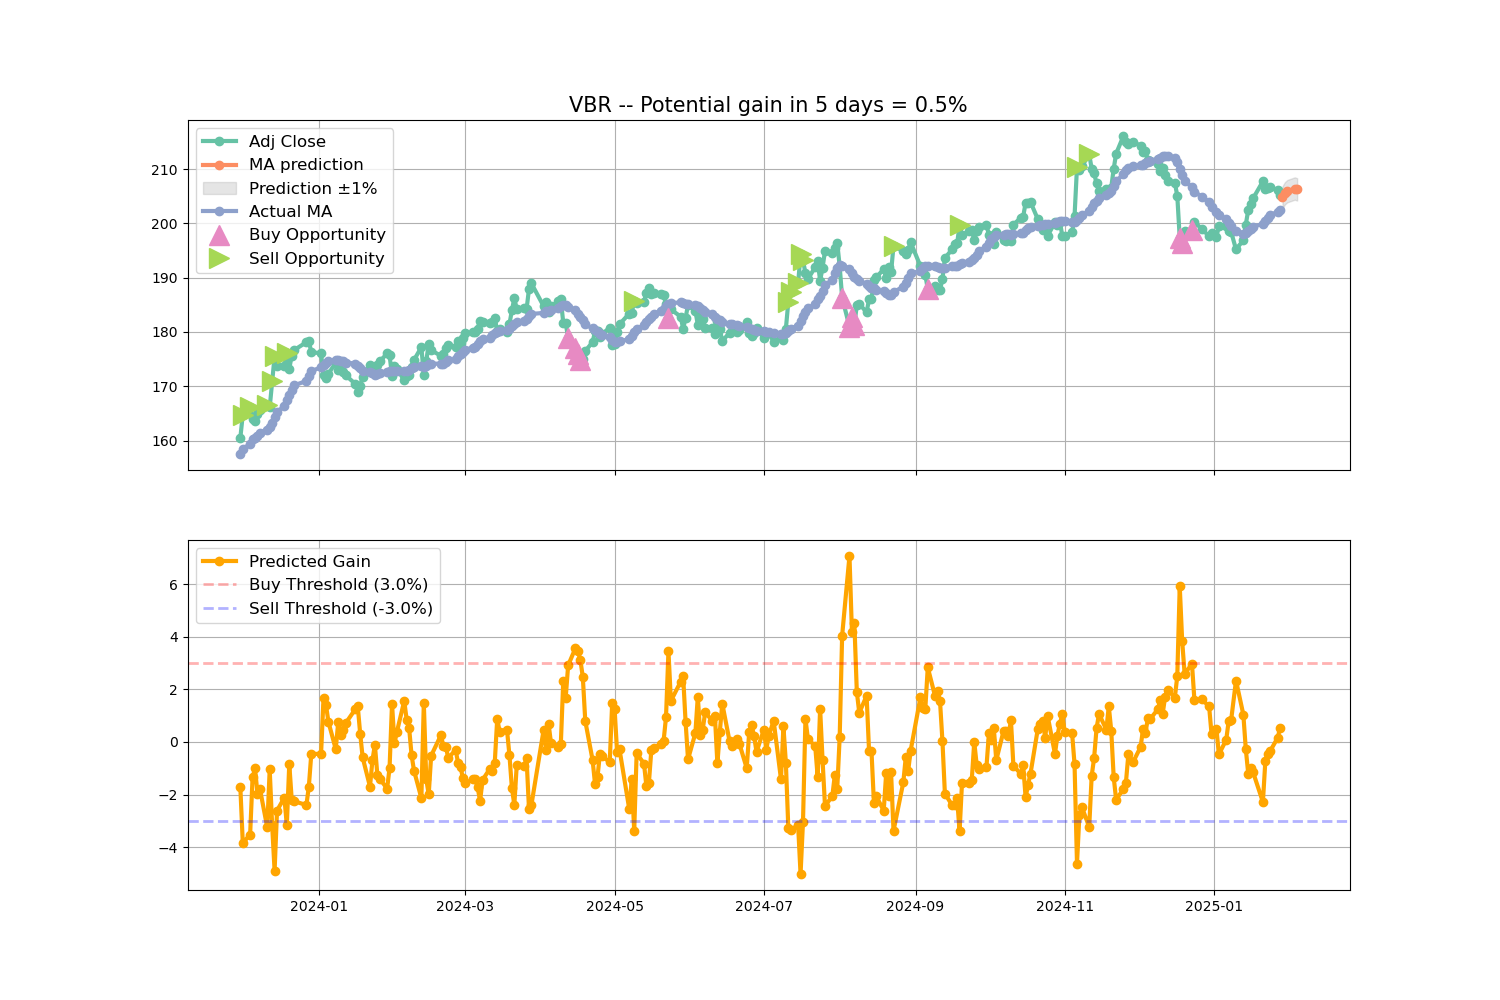 VBR -- Potential gain in 5 days = 0.5%
Adj Close
MA prediction
Prediction ±1%
Actual MA
Buy Opportunity
Sell Opportunity
210
200
190
180
170
160
Predicted Gain
Buy Threshold (3.0%)
Sell Threshold (-3.0%)
6
4
2
0
−2
−4
2024-01
2024-03
2024-05
2024-07
2024-09
2024-11
2025-01